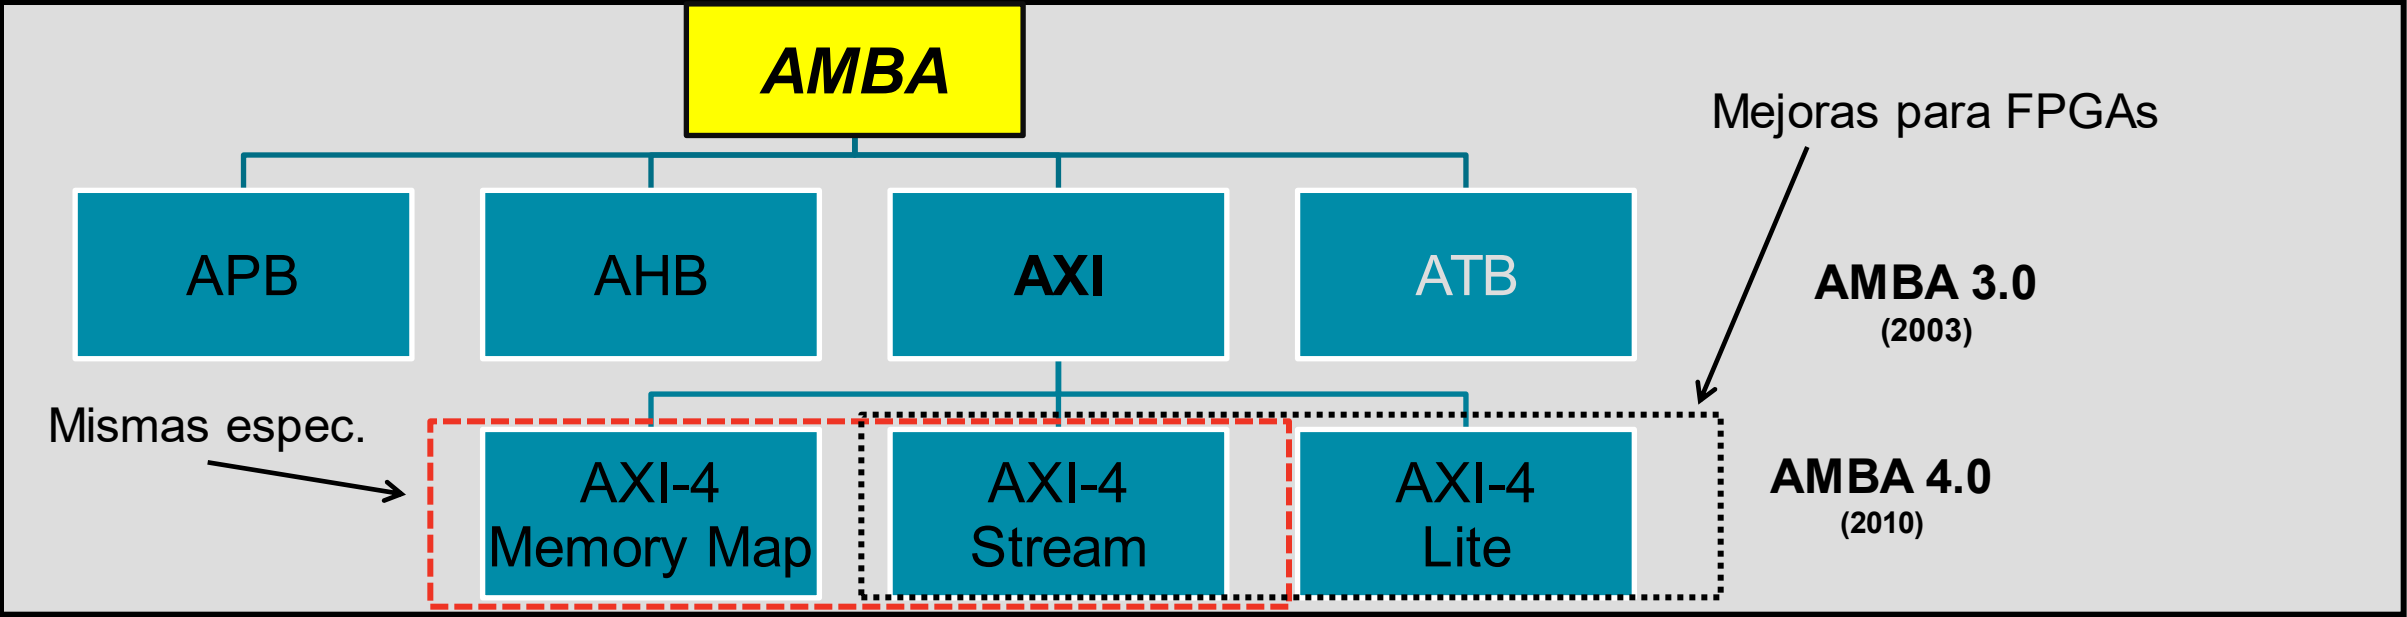 AMBA
Mejoras para FPGAs
APB
AHB
AXI
ATB
AMBA 3.0
(2003)
Mismas espec.
AXI-4
Memory Map
AXI-4
Stream
AXI-4
Lite
AMBA 4.0
(2010)